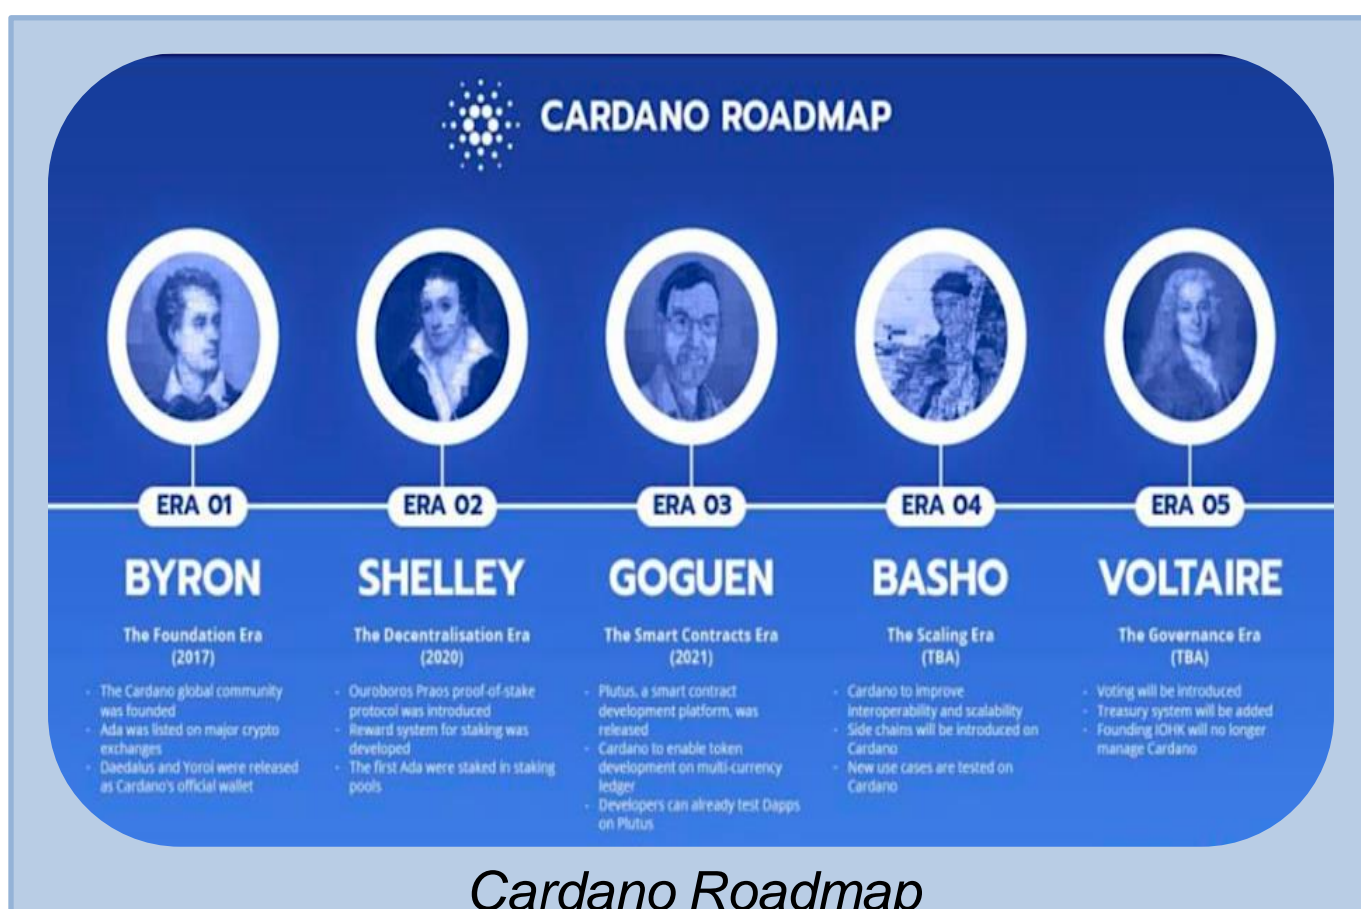 CARDANO ROADMAP
ERA 01
ERA 02
ERA 03
ERA 04
ERA 05
BYRON
SHELLEY
GOGUEN
BASHO
VOLTAIRE
The Foundation Era
(2017)
- The Cardano global community
was founded
- Ada was listed on major crypto
exchanges
- Daedalus and Yoroi were released
as Cardano's official wallet
The Decentralisation Era
(2020)
- Ouroboros Praos proof-of-stake
protocol was introduced
- Reward system for staking was
developed
- The first Ada were staked in staking
pools
The Smart Contracts Era
(2021)
- Plutus, a smart contract
development platform, was
released
- Cardano to enable token
development on multi-currency
ledger
- Developers can already test Dapps
on Plutus
The Scaling Era
(TBA)
- Cardano to improve
interoperability and scalability
- Side chains will be introduced on
Cardano
- New use cases are tested on
Cardano
The Governance Era
(TBA)
- Voting will be introduced
- Treasury system will be added
- Founding IOHK will no longer
manage Cardano
Cardano Roadmap